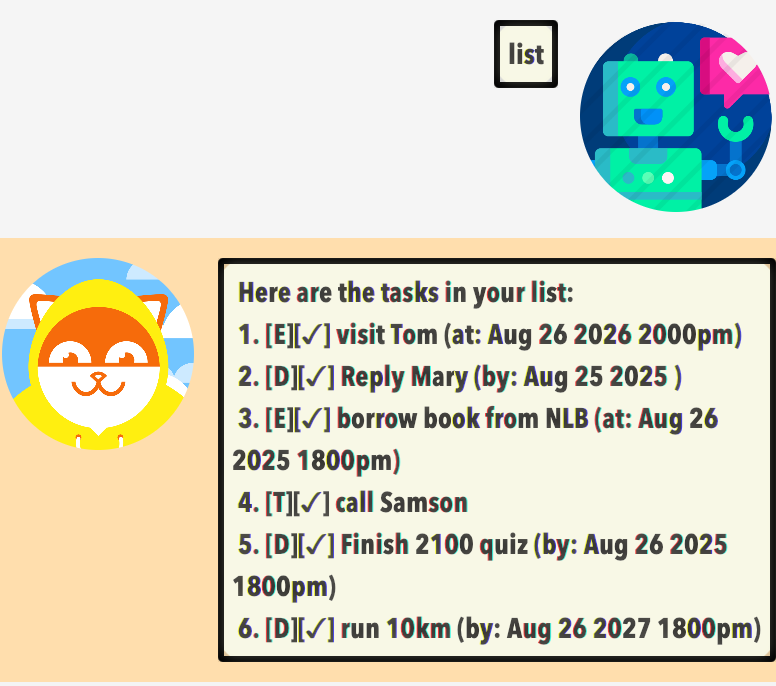 list
Here are the tasks in your list:
1. [E][✓] visit Tom (at: Aug 26 2026 2000pm)
2. [D][✓] Reply Mary (by: Aug 25 2025 )
3. [E][✓] borrow book from NLB (at: Aug 26
2025 1800pm)
4. [T][✓] call Samson
5. [D][✓] Finish 2100 quiz (by: Aug 26 2025
1800pm)
6. [D][✓] run 10km (by: Aug 26 2027 1800pm)